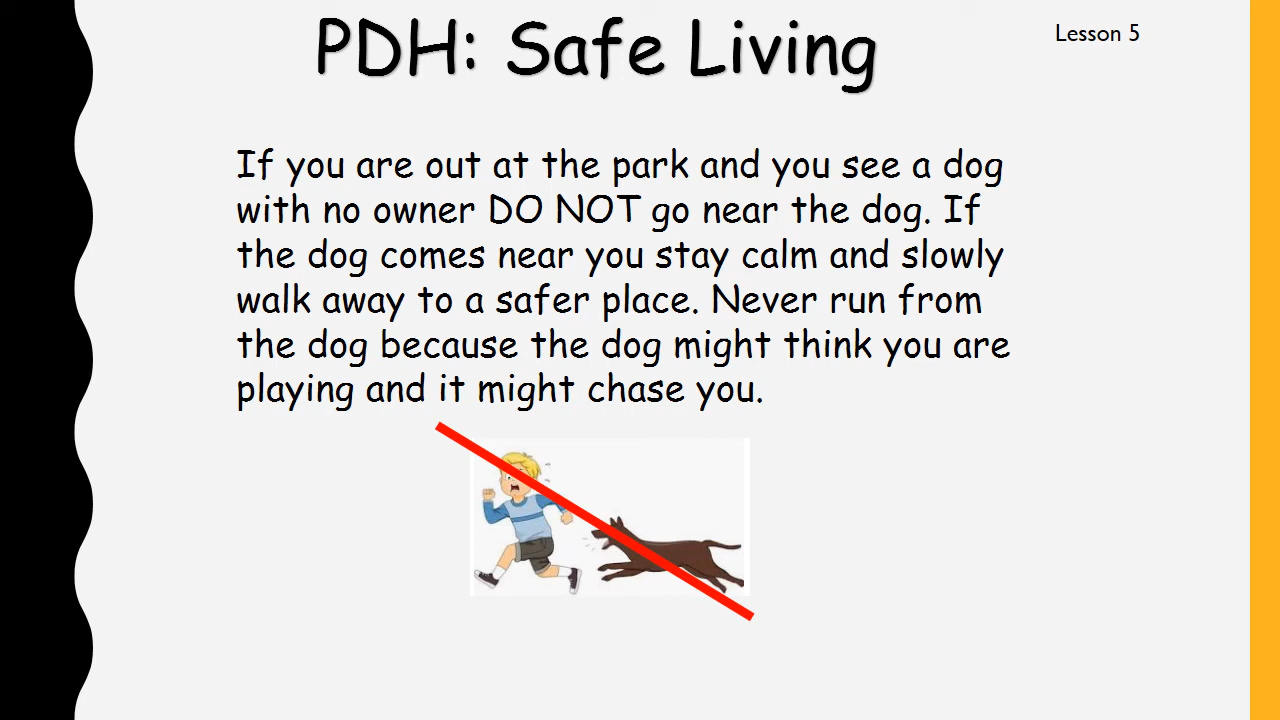 PDH: Safe Living
Lesson 5
If you are out at the park and you see a dog
with no owner DO NOT go near the dog. If
the dog comes near you stay calm and slowly
walk away to a safer place. Never run from
the dog because the dog might think you are
playing and it might chase you.